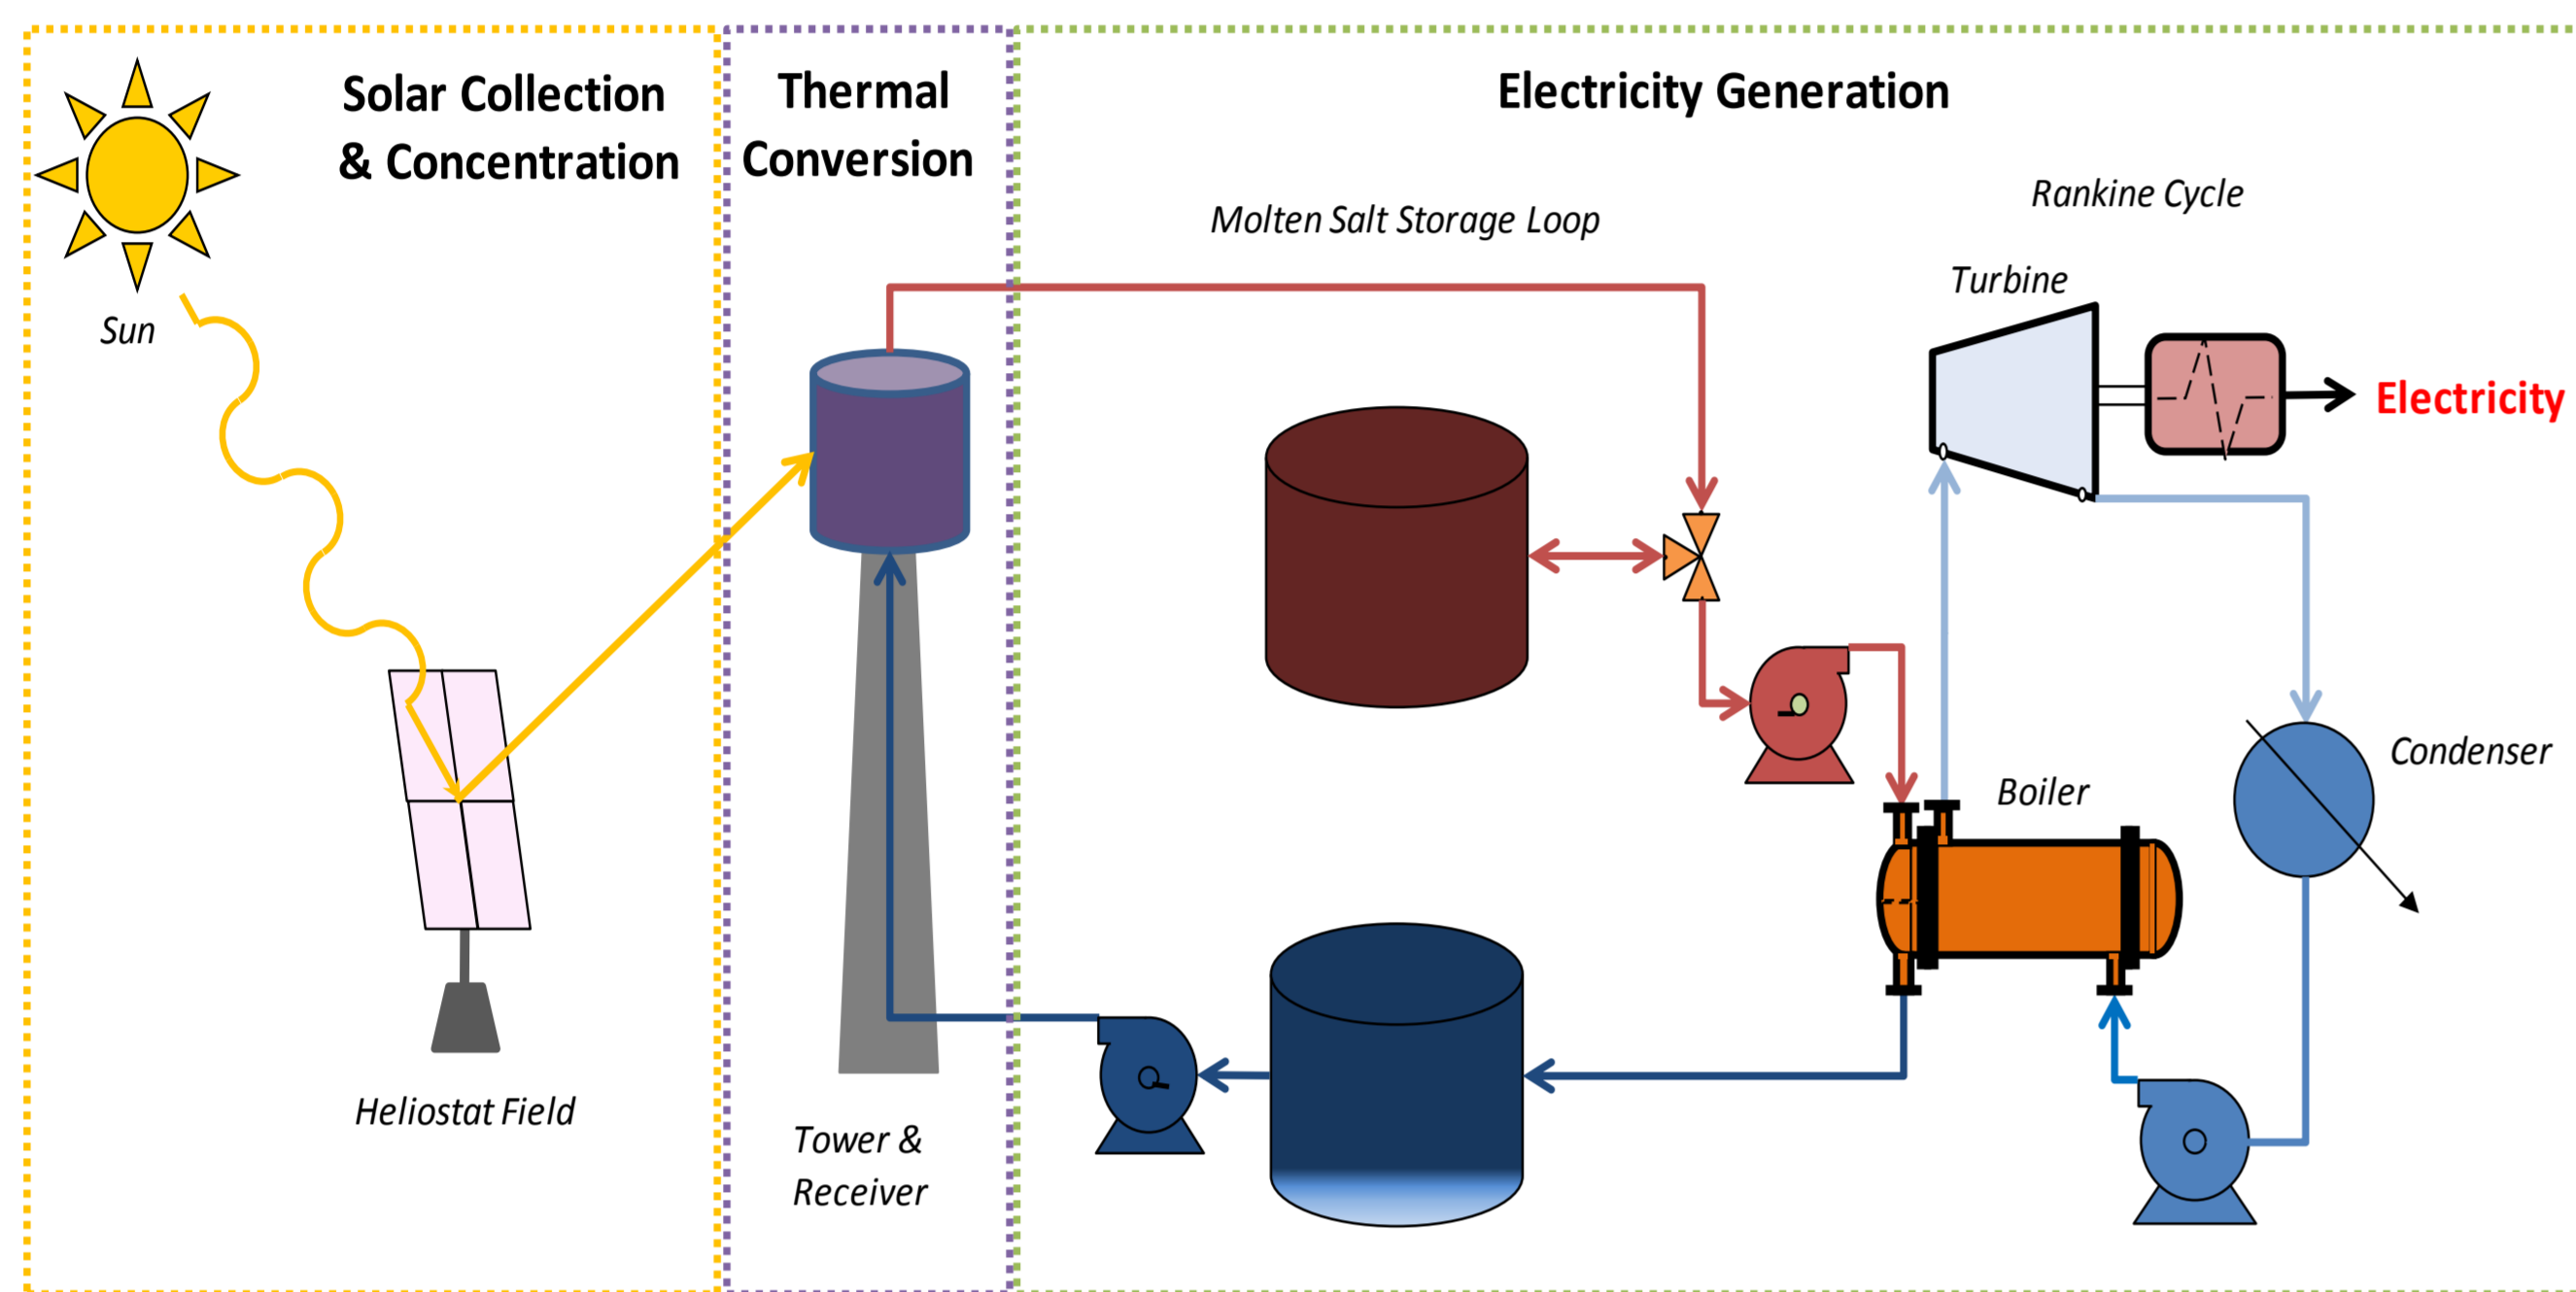 Solar Collection
& Concentration
Thermal
Conversion
Electricity Generation
Molten Salt Storage Loop
Rankine Cycle
Turbine
Sun
Electricity
Condenser
Boiler
Heliostat Field
Tower &
Receiver